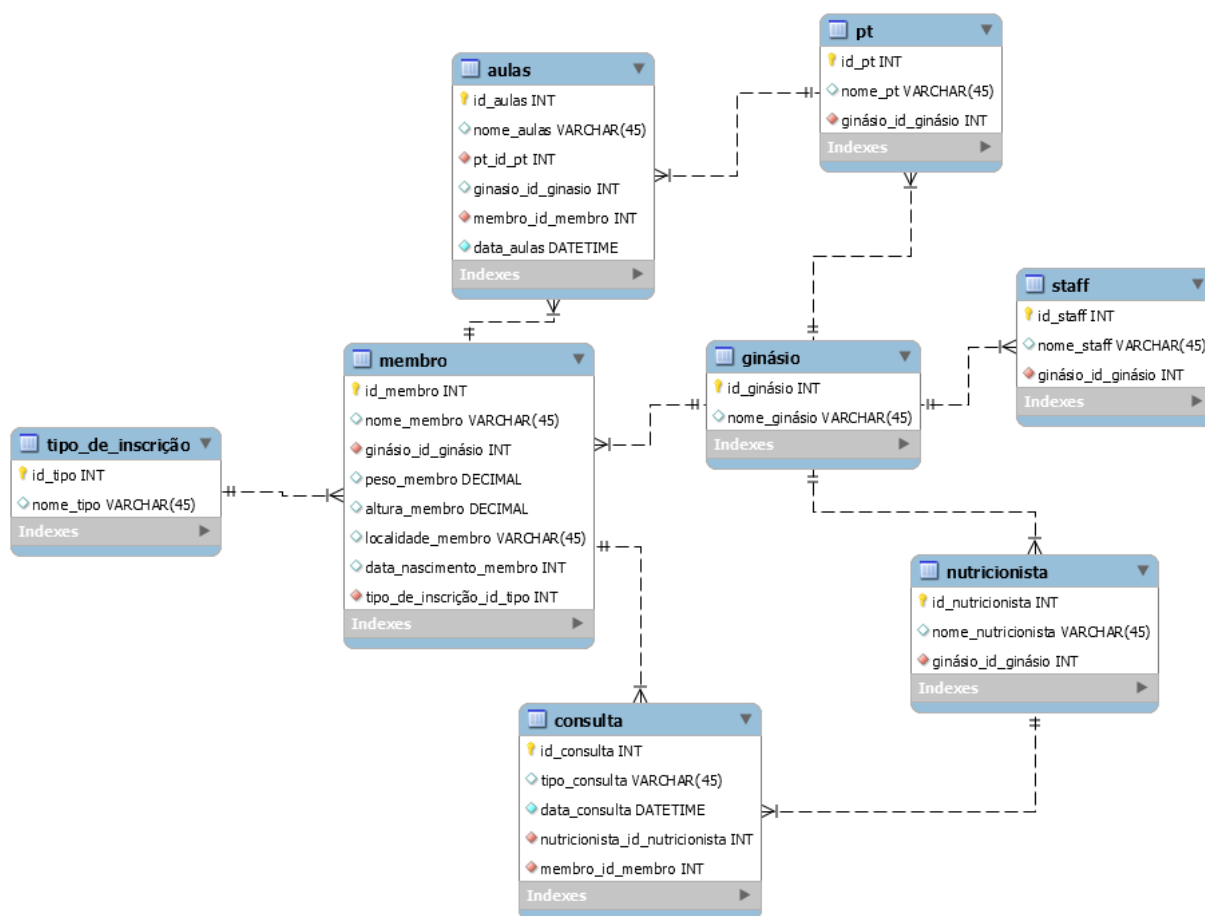 pt
id_pt INT
nome_pt VARCHAR(45)
ginásio_id_ginásio INT
Indexes
aulas
id_aulas INT
nome_aulas VARCHAR(45)
pt_id_pt INT
ginasio_id_ginasio INT
membro_id_membro INT
data_aulas DATETIME
Indexes
staff
id_staff INT
nome_staff VARCHAR(45)
ginásio_id_ginásio INT
Indexes
membro
id_membro INT
nome_membro VARCHAR(45)
ginásio_id_ginásio INT
peso_membro DECIMAL
altura_membro DECIMAL
localidade_membro VARCHAR(45)
data_nascimento_membro INT
tipo_de_inscrição_id_tipo INT
Indexes
ginásio
id_ginásio INT
nome_ginásio VARCHAR(45)
Indexes
tipo_de_inscrição
id_tipo INT
nome_tipo VARCHAR(45)
Indexes
nutricionista
id_nutricionista INT
nome_nutricionista VARCHAR(45)
ginásio_id_ginásio INT
Indexes
consulta
id_consulta INT
tipo_consulta VARCHAR(45)
data_consulta DATETIME
nutricionista_id_nutricionista INT
membro_id_membro INT
Indexes